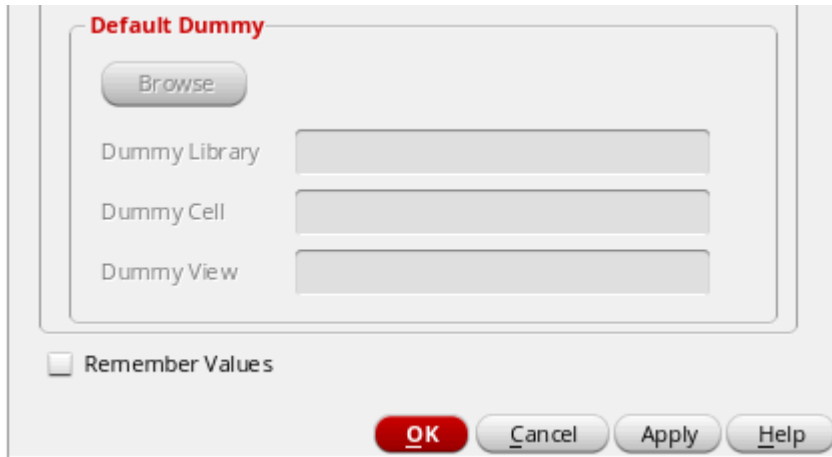 Default Dummy
Browse
Dummy Library
Dummy Cell
Dummy View
Remember Values
OK Cancel Apply Help